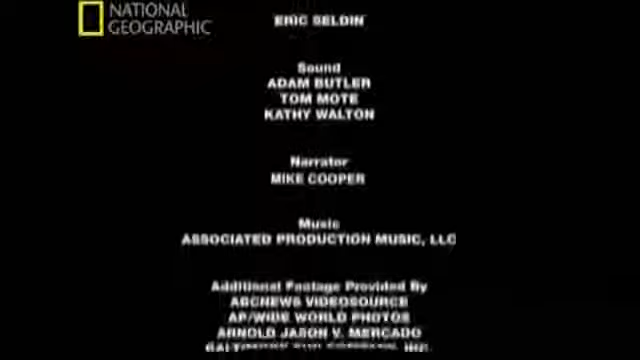 NATIONAL
GEOGRAPHIC
ERIC SELDIN
Sound
ADAM BUTLER
TOM MOTE
KATHY WALTON
Narrator
MIKE COOPER
Music
ASSOCIATED PRODUCTION MUSIC, LLC
Additional Footage Provided By
ABCNEWS VIDEOSOURCE
AP/WIDE WORLD PHOTOS
ARNOLD JASON V. MERCADO
INC.